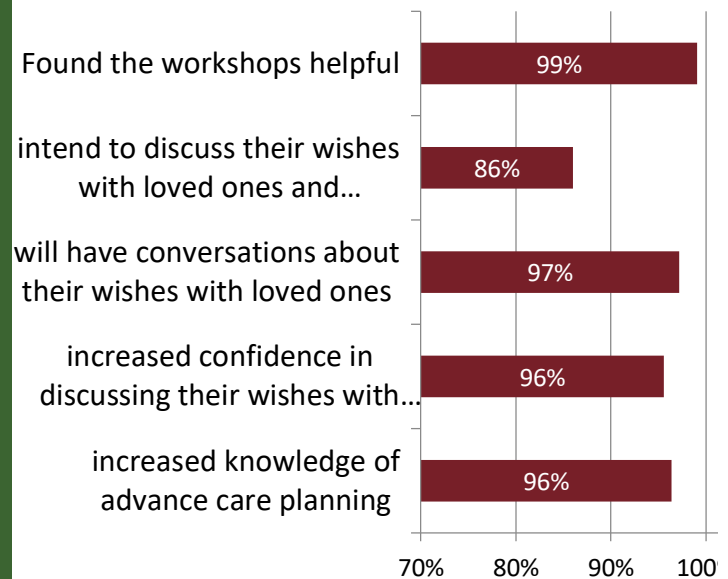 Found the workshops helpful
99%
intend to discuss their wishes
with loved ones and…
86%
will have conversations about
their wishes with loved ones
97%
increased confidence in
discussing their wishes with…
96%
increased knowledge of
advance care planning
96%
70% 80% 90% 100%